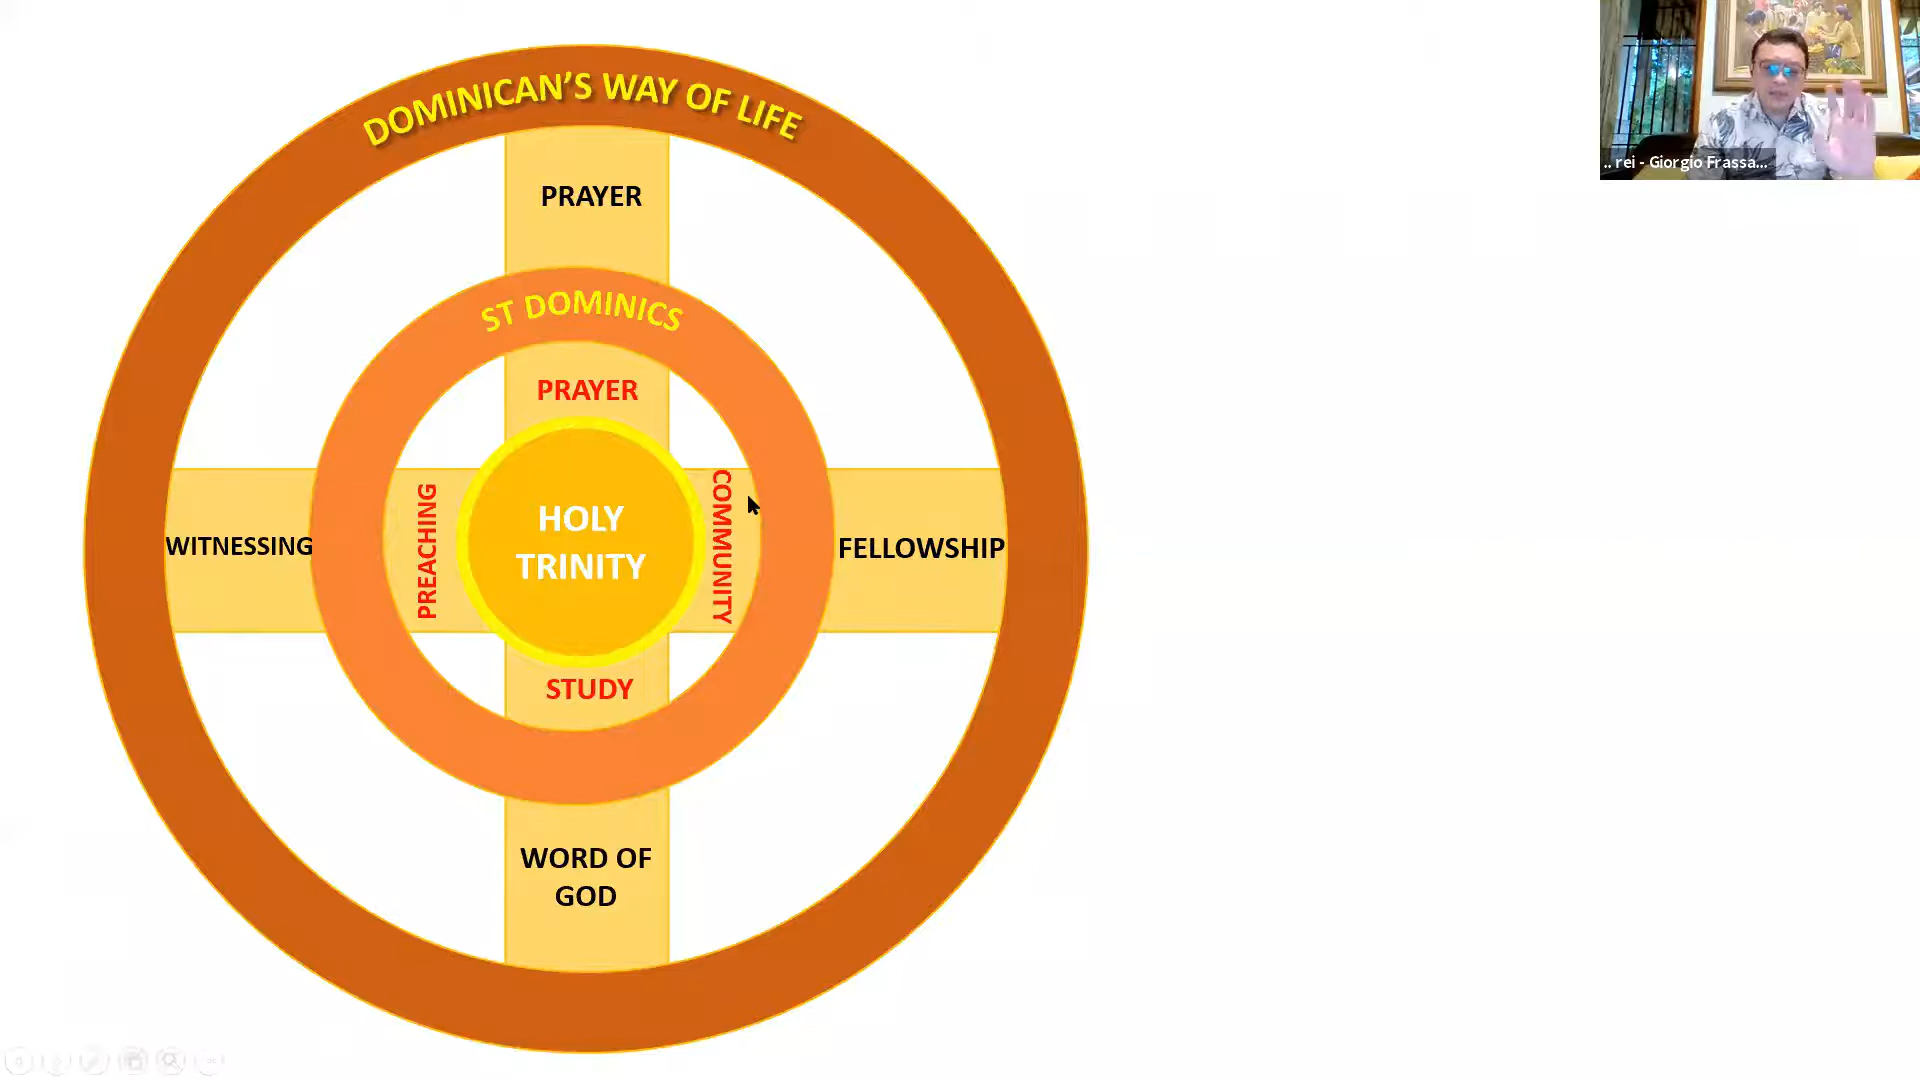 DOMINICAN'S WAY OF LIFE
PRAYER
ST DOMINICS
PRAYER
WITNESSING
PREACHING
HOLY
TRINITY
COMMUNITY
FELLOWSHIP
STUDY
WORD OF
GOD
.. rei - Giorgio Frassa...